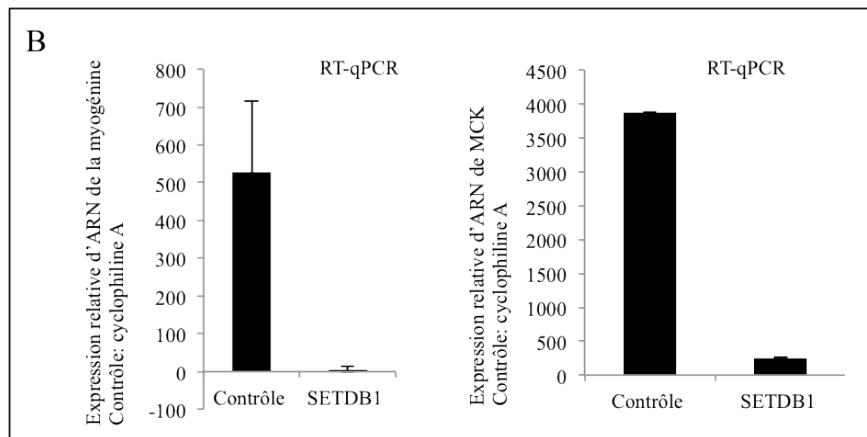 B
RT-qPCR
Expression relative d'ARN de la myogénine
Contrôle: cyclophiline A
800
700
600
500
400
300
200
100
0
-100
Contrôle SETDB1
RT-qPCR
Expression relative d'ARN de MCK
Contrôle: cyclophiline A
4500
4000
3500
3000
2500
2000
1500
1000
500
0
Contrôle SETDB1